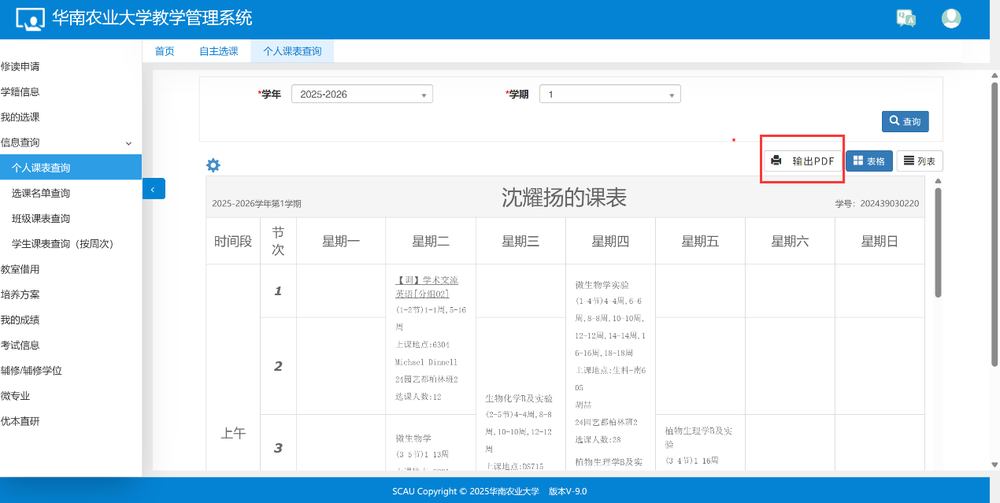 华南农业大学教学管理系统
首页
自主选课
个人课表查询
修读申请
学籍信息
我的选课
信息查询
个人课表查询
选课名单查询
班级课表查询
学生课表查询（按周次）
教室借用
培养方案
我的成绩
考试信息
辅修/辅修学位
微专业
优本直研
*学年
2025-2026
*学期
1
查询
输出PDF
表格
列表
2025-2026学年第1学期
沈耀扬的课表
学号：202439030220
时间段
节
次
星期一
星期二
星期三
星期四
星期五
星期六
星期日
上午
1
2
3
【调】学术交流
英语[分组02]
(1-2节)1-1周,5-16
周
上课地点:6304
Michael Dinnell
24园艺都柏林班2
选课人数:12
微生物学
(3-5节)1-13周
生物化学B及实验
(2-5节)4-4周,8-8
周,10-10周,12-12
周
上课地点:DS715
微生物学实验
(1-4节)4-4周,6-6
周,8-8周,10-10周,
12-12周,14-14周,1
6-16周,18-18周
上课地点:生科-南6
05
胡喆
24园艺都柏林班2
选课人数:28
植物生理学B及实
植物生理学B及实
验
(3-4节)1-16周
SCAU Copyright © 2025华南农业大学 版本V-9.0